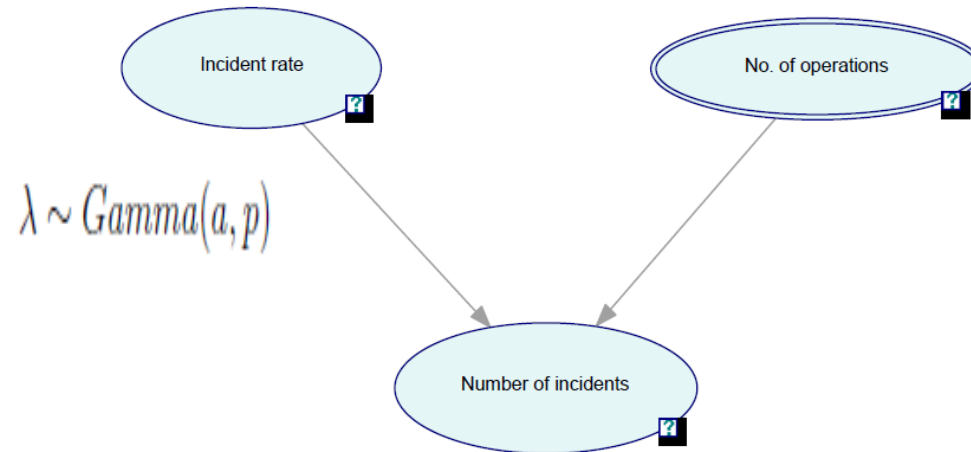 Incident rate
No. of operations
?
?
λ ~ Gamma(a, p)
Number of incidents
?